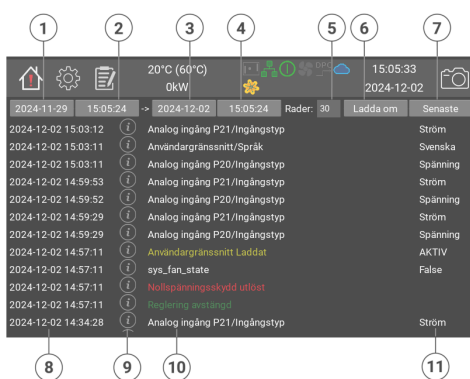 1 2 3 4 5 6 7
20°C (60°C)
0kW
DPC
15:05:33
2024-12-02
2024-11-29 15:05:24 -> 2024-12-02 15:05:24 Rader: 30 Ladda om Senaste
2024-12-02 15:03:12 i Analog ingång P21/Ingångstyp Ström
2024-12-02 15:03:11 i Användargränssnitt/Språk Svenska
2024-12-02 15:03:11 i Analog ingång P20/Ingångstyp Spänning
2024-12-02 14:59:53 i Analog ingång P21/Ingångstyp Ström
2024-12-02 14:59:52 i Analog ingång P20/Ingångstyp Spänning
2024-12-02 14:59:29 i Analog ingång P21/Ingångstyp Ström
2024-12-02 14:59:29 i Analog ingång P20/Ingångstyp Spänning
2024-12-02 14:57:11 i Användargränssnitt Laddat AKTIV
2024-12-02 14:57:11 i sys_fan_state False
2024-12-02 14:57:11 i Nollspänningsskydd utlöst
2024-12-02 14:57:11 i Reglering avstängd
2024-12-02 14:34:28 i Analog ingång P21/Ingångstyp Ström
8 9 10 11